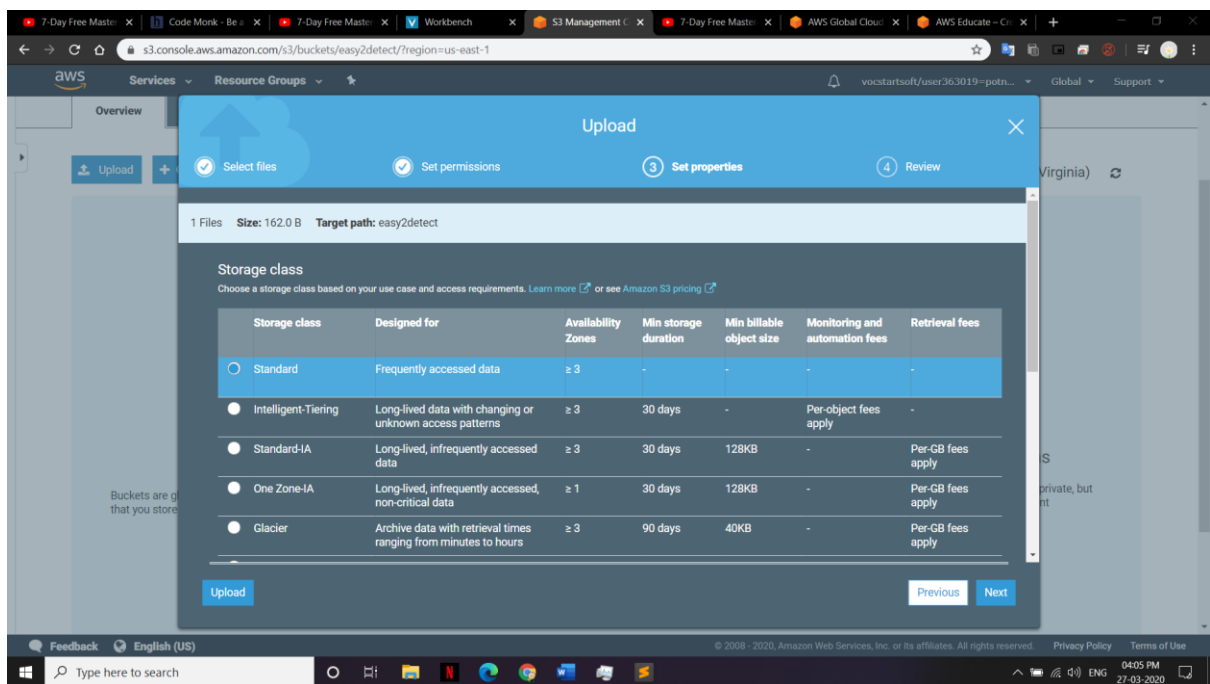 7-Day Free Master
Code Monk - Be a
7-Day Free Master
Workbench
S3 Management C
7-Day Free Master
AWS Global Cloud
AWS Educate – Cre
s3.console.aws.amazon.com/s3/buckets/easy2detect/?region=us-east-1
aws Services Resource Groups vocstartsoft/user363019=potn... Global Support
Overview
Upload
Upload
Virginia)
Select files
Set permissions
3 Set properties
4 Review
1 Files Size: 162.0 B Target path: easy2detect
Storage class
Choose a storage class based on your use case and access requirements. Learn more or see Amazon S3 pricing
Storage class Designed for Availability Zones Min storage duration Min billable object size Monitoring and automation fees Retrieval fees
Standard Frequently accessed data ≥ 3 - - - -
Intelligent-Tiering Long-lived data with changing or unknown access patterns ≥ 3 30 days - Per-object fees apply -
Standard-IA Long-lived, infrequently accessed data ≥ 3 30 days 128KB - Per-GB fees apply
One Zone-IA Long-lived, infrequently accessed, non-critical data ≥ 1 30 days 128KB - Per-GB fees apply
Glacier Archive data with retrieval times ranging from minutes to hours ≥ 3 90 days 40KB - Per-GB fees apply
Buckets are gl
that you store
private, but
Upload
Previous
Next
Feedback English (US) © 2008 - 2020, Amazon Web Services, Inc. or its affiliates. All rights reserved. Privacy Policy Terms of Use
Type here to search
ENG
04:05 PM
27-03-2020